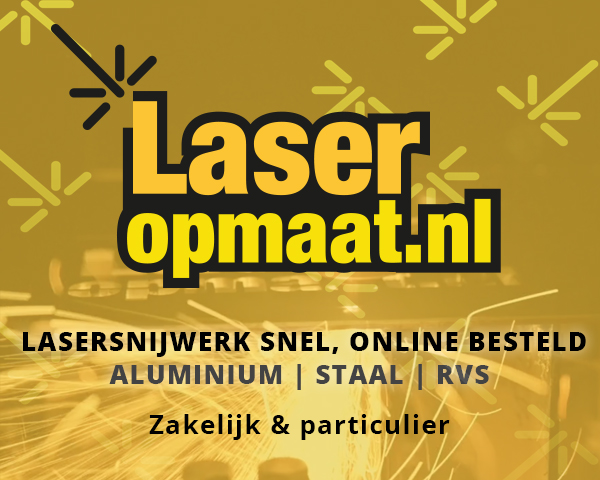 Laser
opmaat.nl
LASERSNIJWERK SNEL, ONLINE BESTELD
ALUMINIUM | STAAL | RVS
Zakelijk & particulier